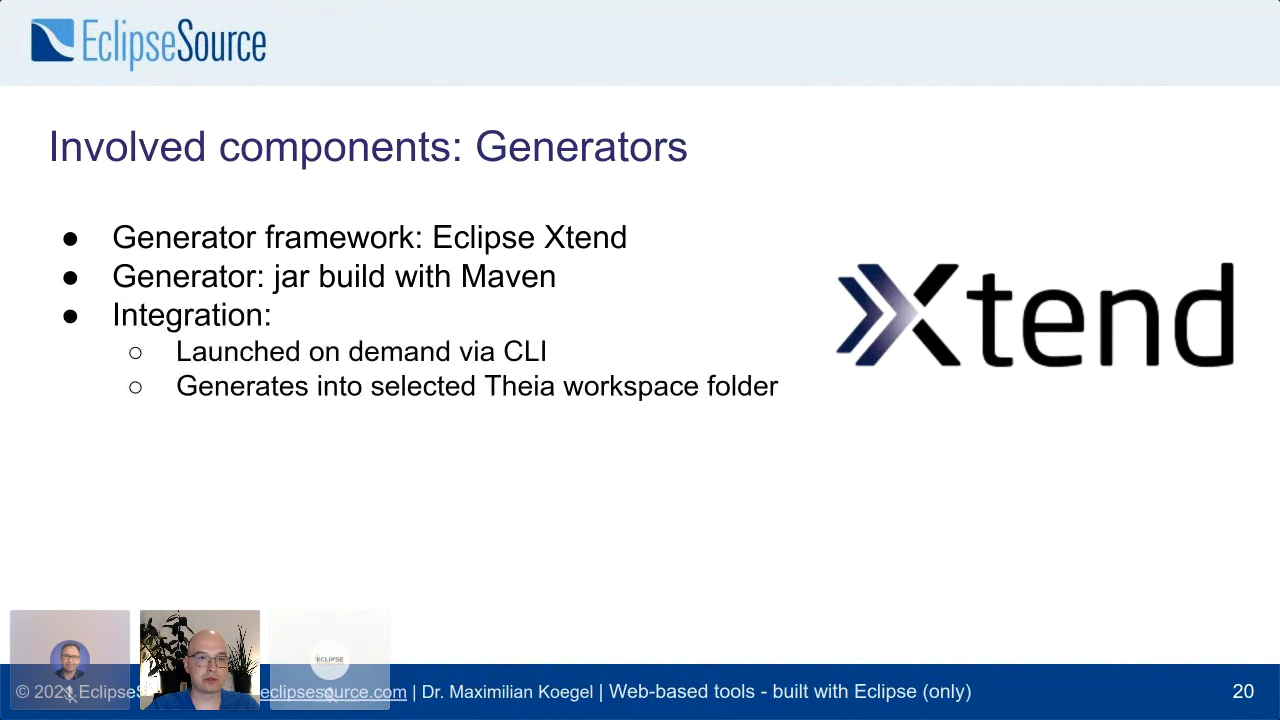 EclipseSource
Involved components: Generators
● Generator framework: Eclipse Xtend
● Generator: jar build with Maven
● Integration:
○ Launched on demand via CLI
○ Generates into selected Theia workspace folder
Xtend
ECLIPSE
© 2021 EclipseS eclipsesource.com | Dr. Maximilian Koegel | Web-based tools - built with Eclipse (only) 20